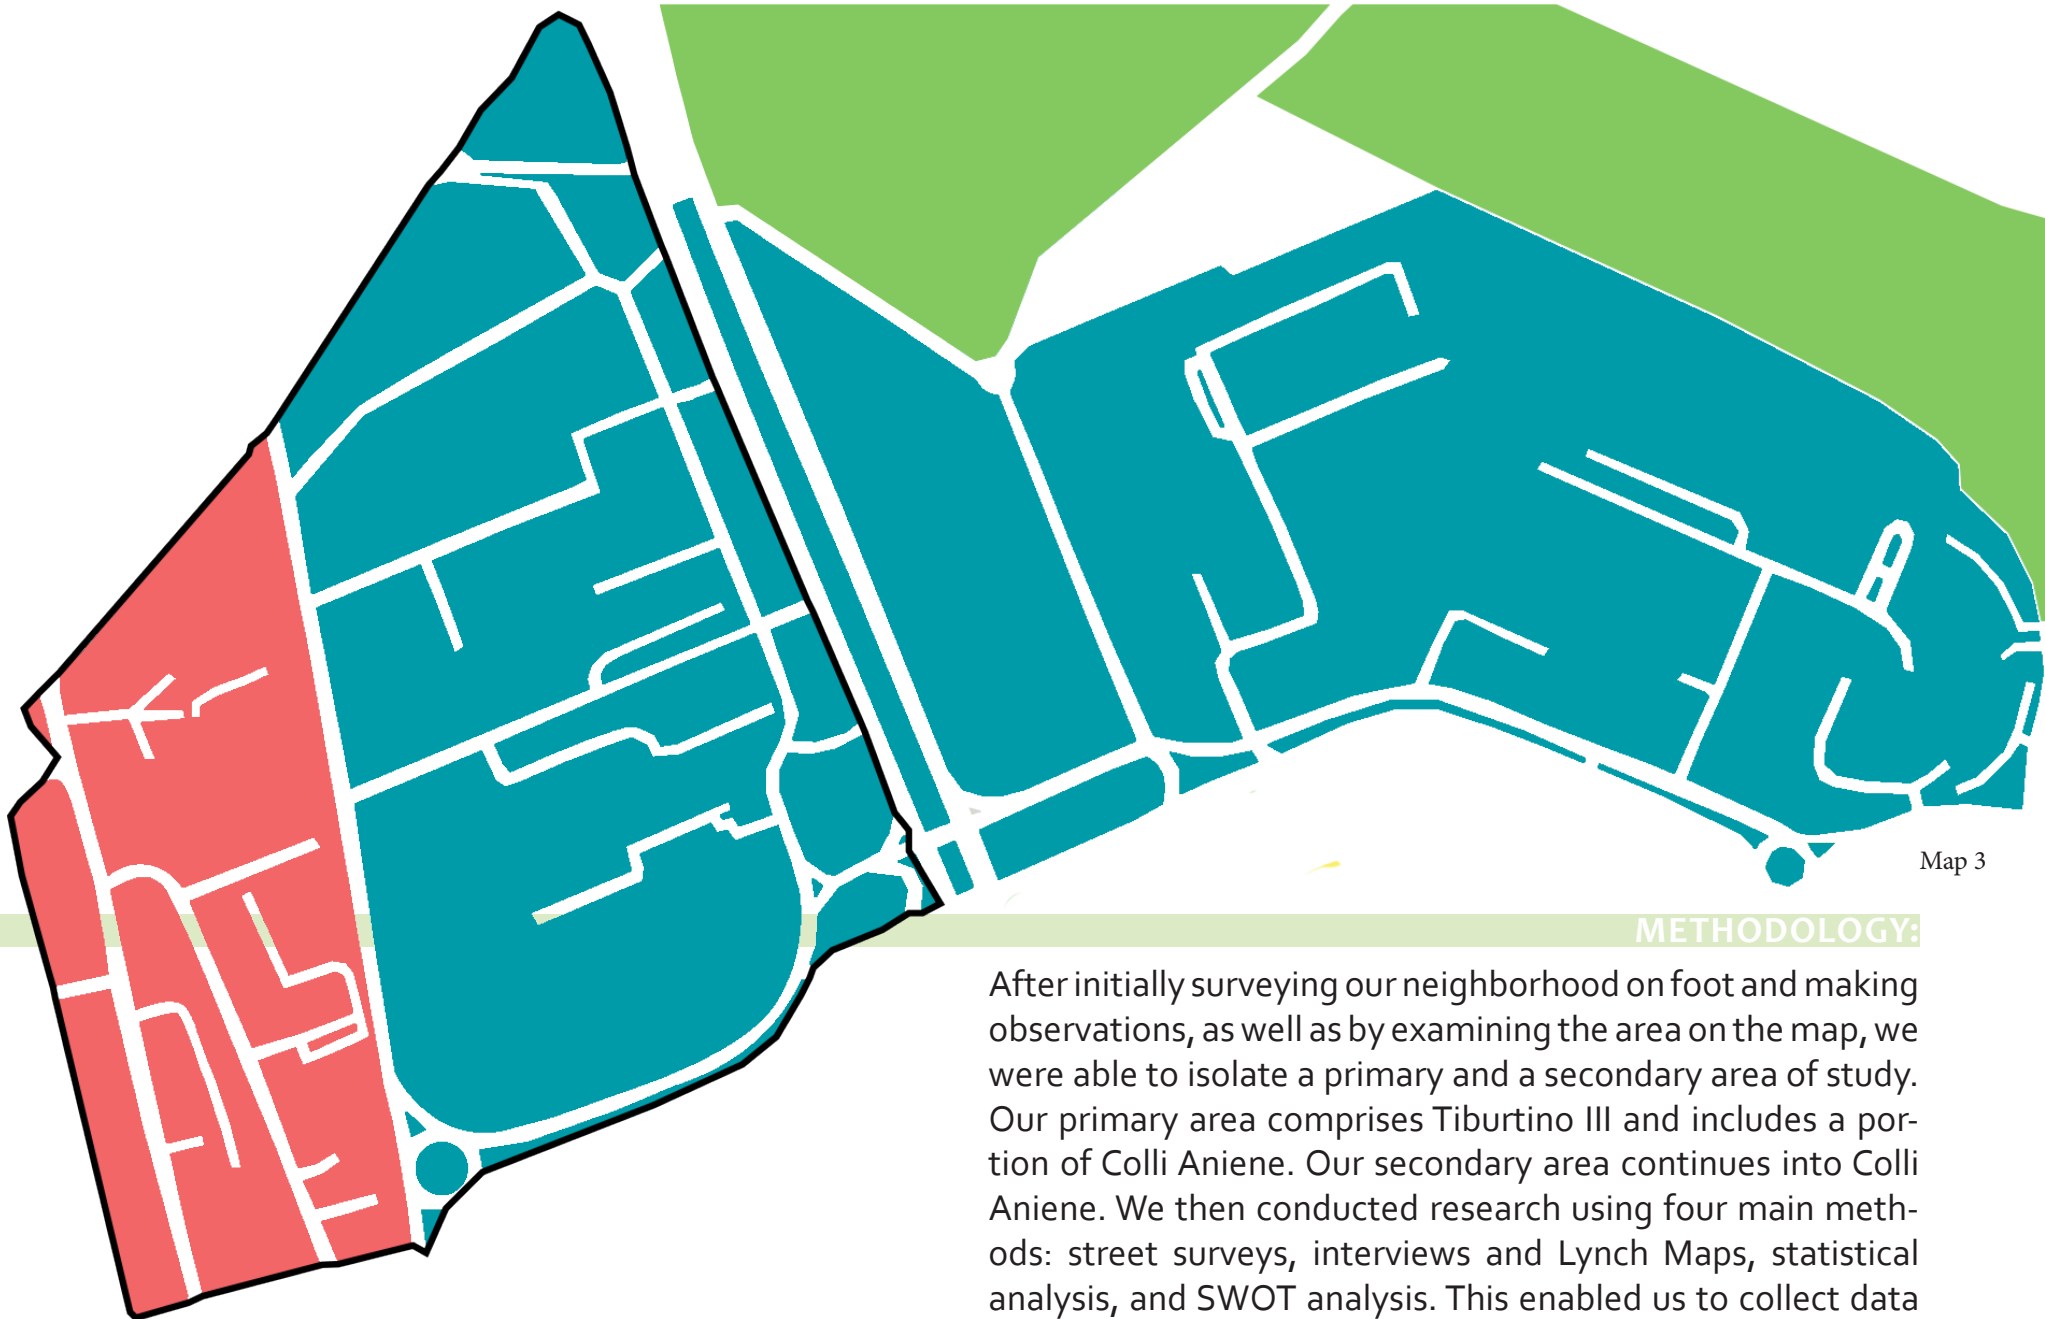 Map 3
METHODOLOGY:
After initially surveying our neighborhood on foot and making
observations, as well as by examining the area on the map, we
were able to isolate a primary and a secondary area of study.
Our primary area comprises Tiburtino III and includes a por-
tion of Colli Aniene. Our secondary area continues into Colli
Aniene. We then conducted research using four main meth-
ods: street surveys, interviews and Lynch Maps, statistical
analysis, and SWOT analysis. This enabled us to collect data